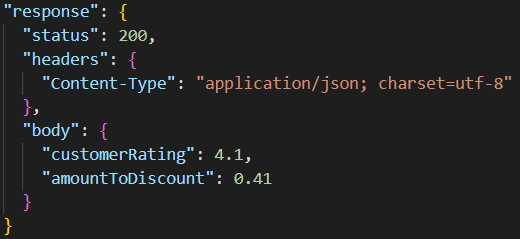 "response": {
"status": 200,
"headers": {
"Content-Type": "application/json; charset=utf-8"
},
"body": {
"customerRating": 4.1,
"amountToDiscount": 0.41
}
}